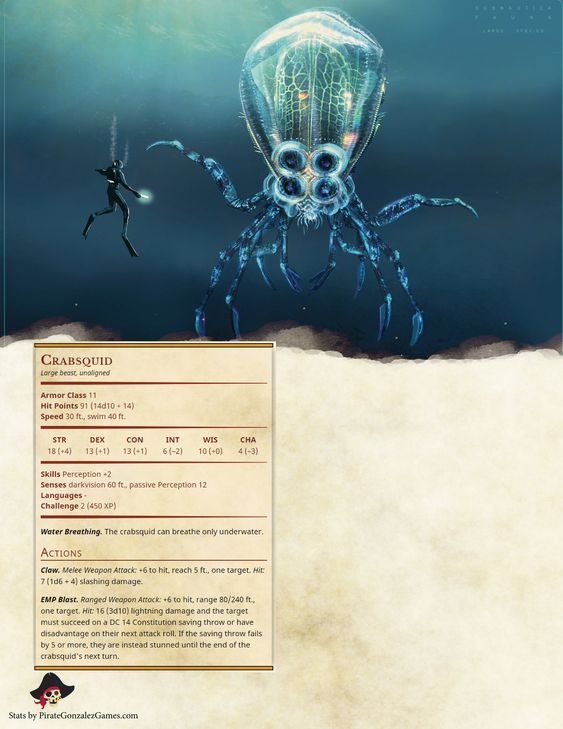 SUBNAUTICA
FAUNA
LARGE SPECIES
CRABSQUID
Large beast, unaligned
Armor Class 11
Hit Points 91 (14d10 + 14)
Speed 30 ft., swim 40 ft.
STR DEX CON INT WIS CHA
18 (+4) 13 (+1) 13 (+1) 6 (–2) 10 (+0) 4 (–3)
Skills Perception +2
Senses darkvision 60 ft., passive Perception 12
Languages -
Challenge 2 (450 XP)
Water Breathing. The crabsquid can breathe only underwater.
ACTIONS
Claw. Melee Weapon Attack: +6 to hit, reach 5 ft., one target. Hit:
7 (1d6 + 4) slashing damage.
EMP Blast. Ranged Weapon Attack: +6 to hit, range 80/240 ft.,
one target. Hit: 16 (3d10) lightning damage and the target
must succeed on a DC 14 Constitution saving throw or have
disadvantage on their next attack roll. If the saving throw fails
by 5 or more, they are instead stunned until the end of the
crabsquid's next turn.
Stats by PirateGonzalezGames.com